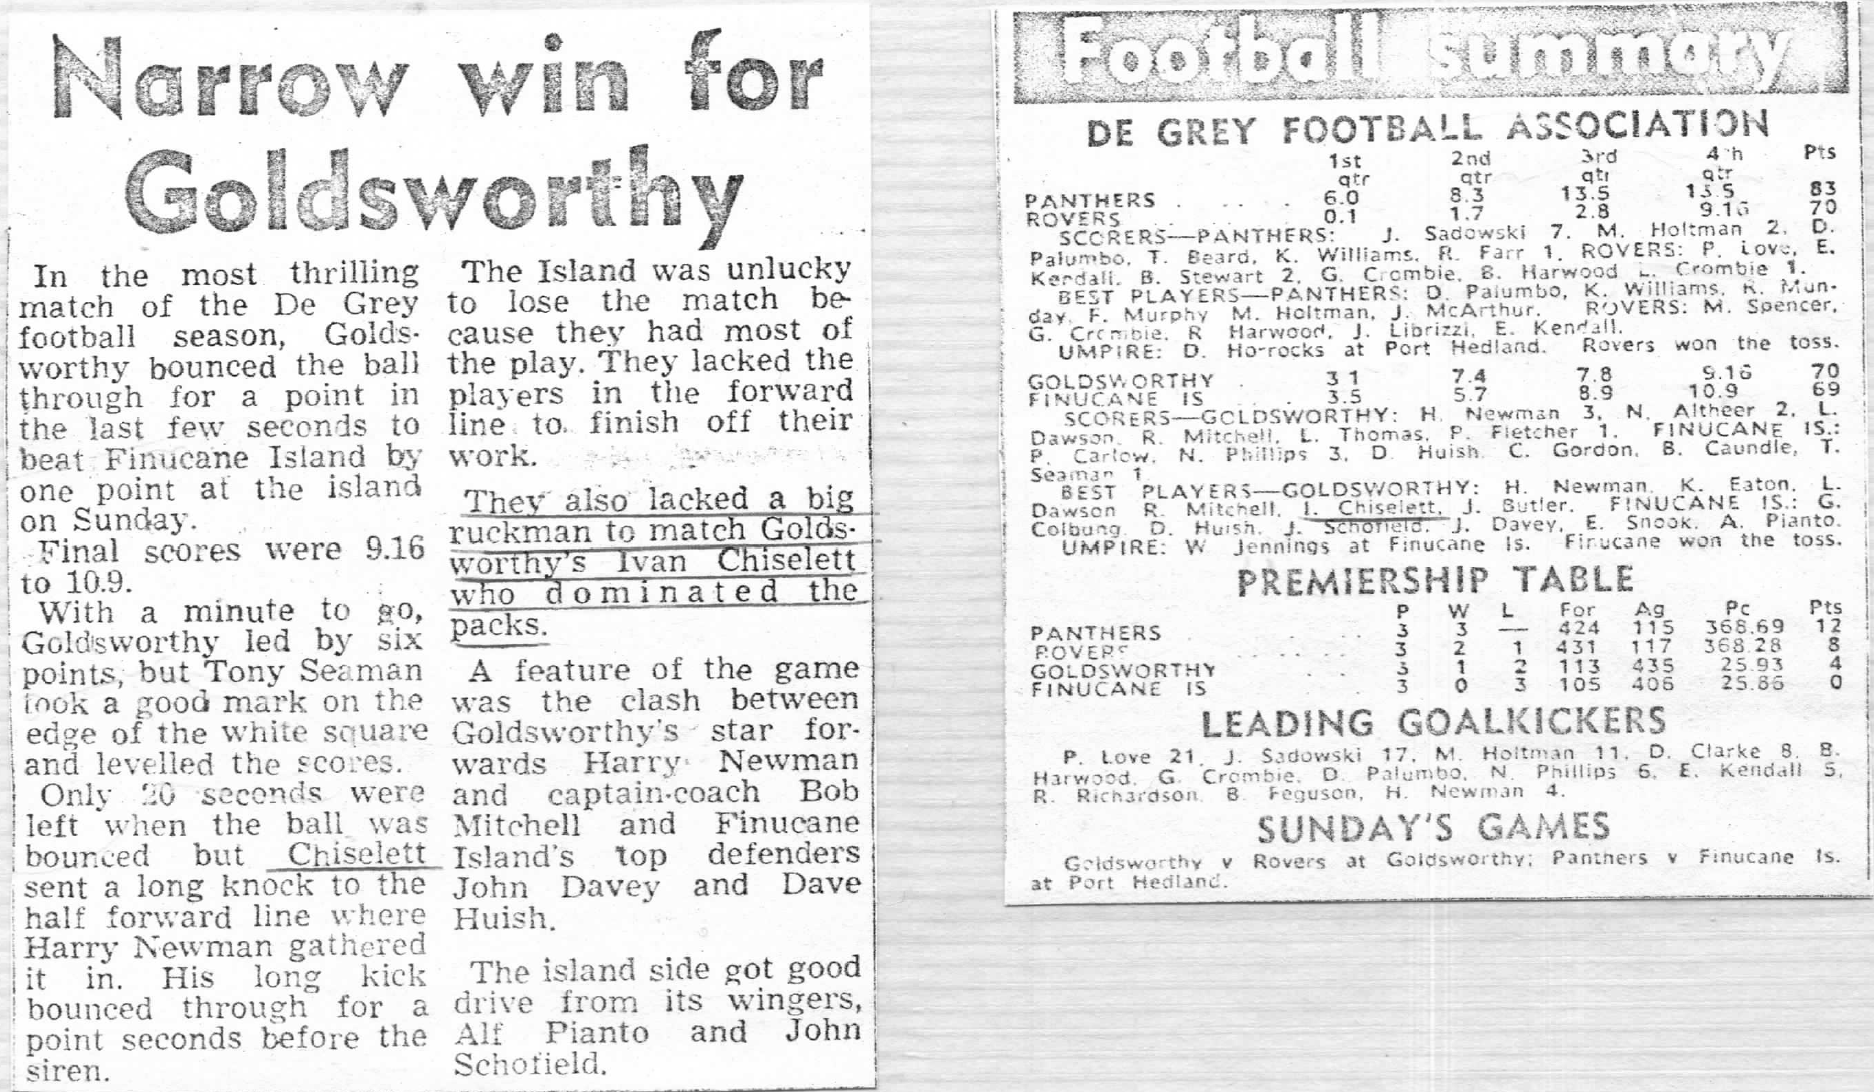 Narrow win for
Goldsworthy
In the most thrilling
match of the De Grey
football season, Golds-
worthy bounced the ball
through for a point in
the last few seconds to
beat Finucane Island by
one point at the island
on Sunday.
Final scores were 9.16
to 10.9.
With a minute to go,
Goldsworthy led by six
points, but Tony Seaman
took a good mark on the
edge of the white square
and levelled the scores.
Only 20 seconds were
left when the ball was
bounced but Chiselett
sent a long knock to the
half forward line where
Harry Newman gathered
it in. His long kick
bounced through for a
point seconds before the
siren.
The Island was unlucky
to lose the match be-
cause they had most of
the play. They lacked the
players in the forward
line to finish off their
work.
They also lacked a big
ruckman to match Golds-
worthy's Ivan Chiselett
who dominated the
packs.
A feature of the game
was the clash between
Goldsworthy's star for-
wards Harry Newman
and captain-coach Bob
Mitchell and Finucane
Island's top defenders
John Davey and Dave
Huish.
The island side got good
drive from its wingers,
Alf Pianto and John
Schofield.
Football summary
DE GREY FOOTBALL ASSOCIATION
1st 2nd 3rd 4th Pts
qtr qtr qtr qtr
PANTHERS . . . . 6.0 8.3 13.5 13.5 83
ROVERS . . 0.1 1.7 2.8 9.16 70
SCORERS—PANTHERS: J. Sadowski 7. M. Holtman 2, D.
Palumbo, T. Beard, K. Williams, R. Farr 1. ROVERS: P. Love, E.
Kerdall, B. Stewart 2, G. Crombie, B. Harwood L. Crombie 1.
BEST PLAYERS—PANTHERS: D. Palumbo, K. Williams, R. Mun-
day, F. Murphy M. Holtman, J. McArthur. ROVERS: M. Spencer,
G. Crombie, R Harwood, J. Librizzi, E. Kendall.
UMPIRE: D. Horrocks at Port Hedland. Rovers won the toss.
GOLDSWORTHY . 3 1 7.4 7.8 9.16 70
FINUCANE IS . . . 3.5 5.7 8.9 10.9 69
SCORERS—GOLDSWORTHY: H. Newman 3, N. Altheer 2, L.
Dawson, R. Mitchell, L. Thomas, P. Fletcher 1. FINUCANE IS.:
P. Carlow, N. Phillips 3, D Huish, C. Gordon, B. Caundle, T.
Seaman 1.
BEST PLAYERS—GOLDSWORTHY: H. Newman, K. Eaton, L.
Dawson R. Mitchell, I. Chiselett, J. Butler. FINUCANE IS.: G.
Colbung, D. Huish, J. Schofield, J. Davey, E. Snook, A. Pianto.
UMPIRE: W Jennings at Finucane Is. Finucane won the toss.
PREMIERSHIP TABLE
P W L For Ag Pc Pts
PANTHERS 3 3 — 424 115 368.69 12
ROVERS 3 2 1 431 117 368.28 8
GOLDSWORTHY 3 1 2 113 435 25.93 4
FINUCANE IS 3 0 3 105 406 25.86 0
LEADING GOALKICKERS
P. Love 21, J. Sadowski 17, M. Holtman 11, D. Clarke 8, B.
Harwood, G. Crombie, D. Palumbo, N. Phillips 6, E. Kendall 5,
R. Richardson, B. Feguson, H. Newman 4.
SUNDAY'S GAMES
Goldsworthy v Rovers at Goldsworthy; Panthers v Finucane Is.
at Port Hedland.